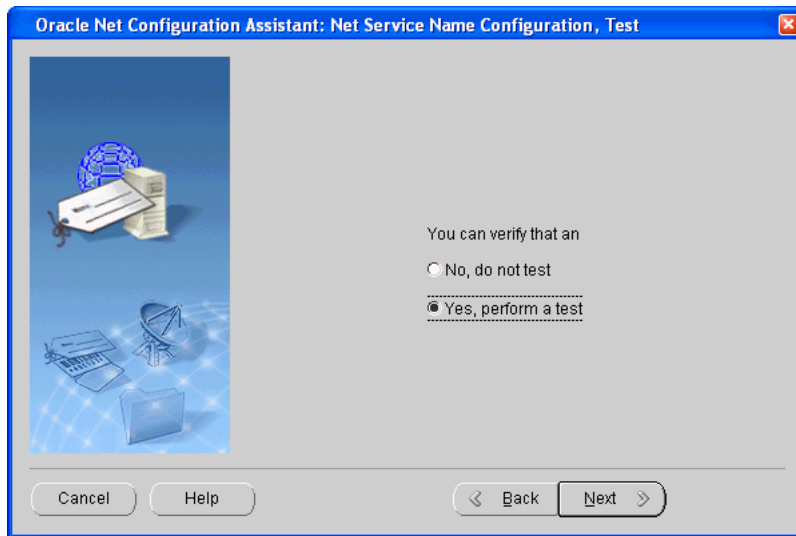 Oracle Net Configuration Assistant: Net Service Name Configuration, Test
You can verify that an
No, do not test
Yes, perform a test
Cancel
Help
Back
Next